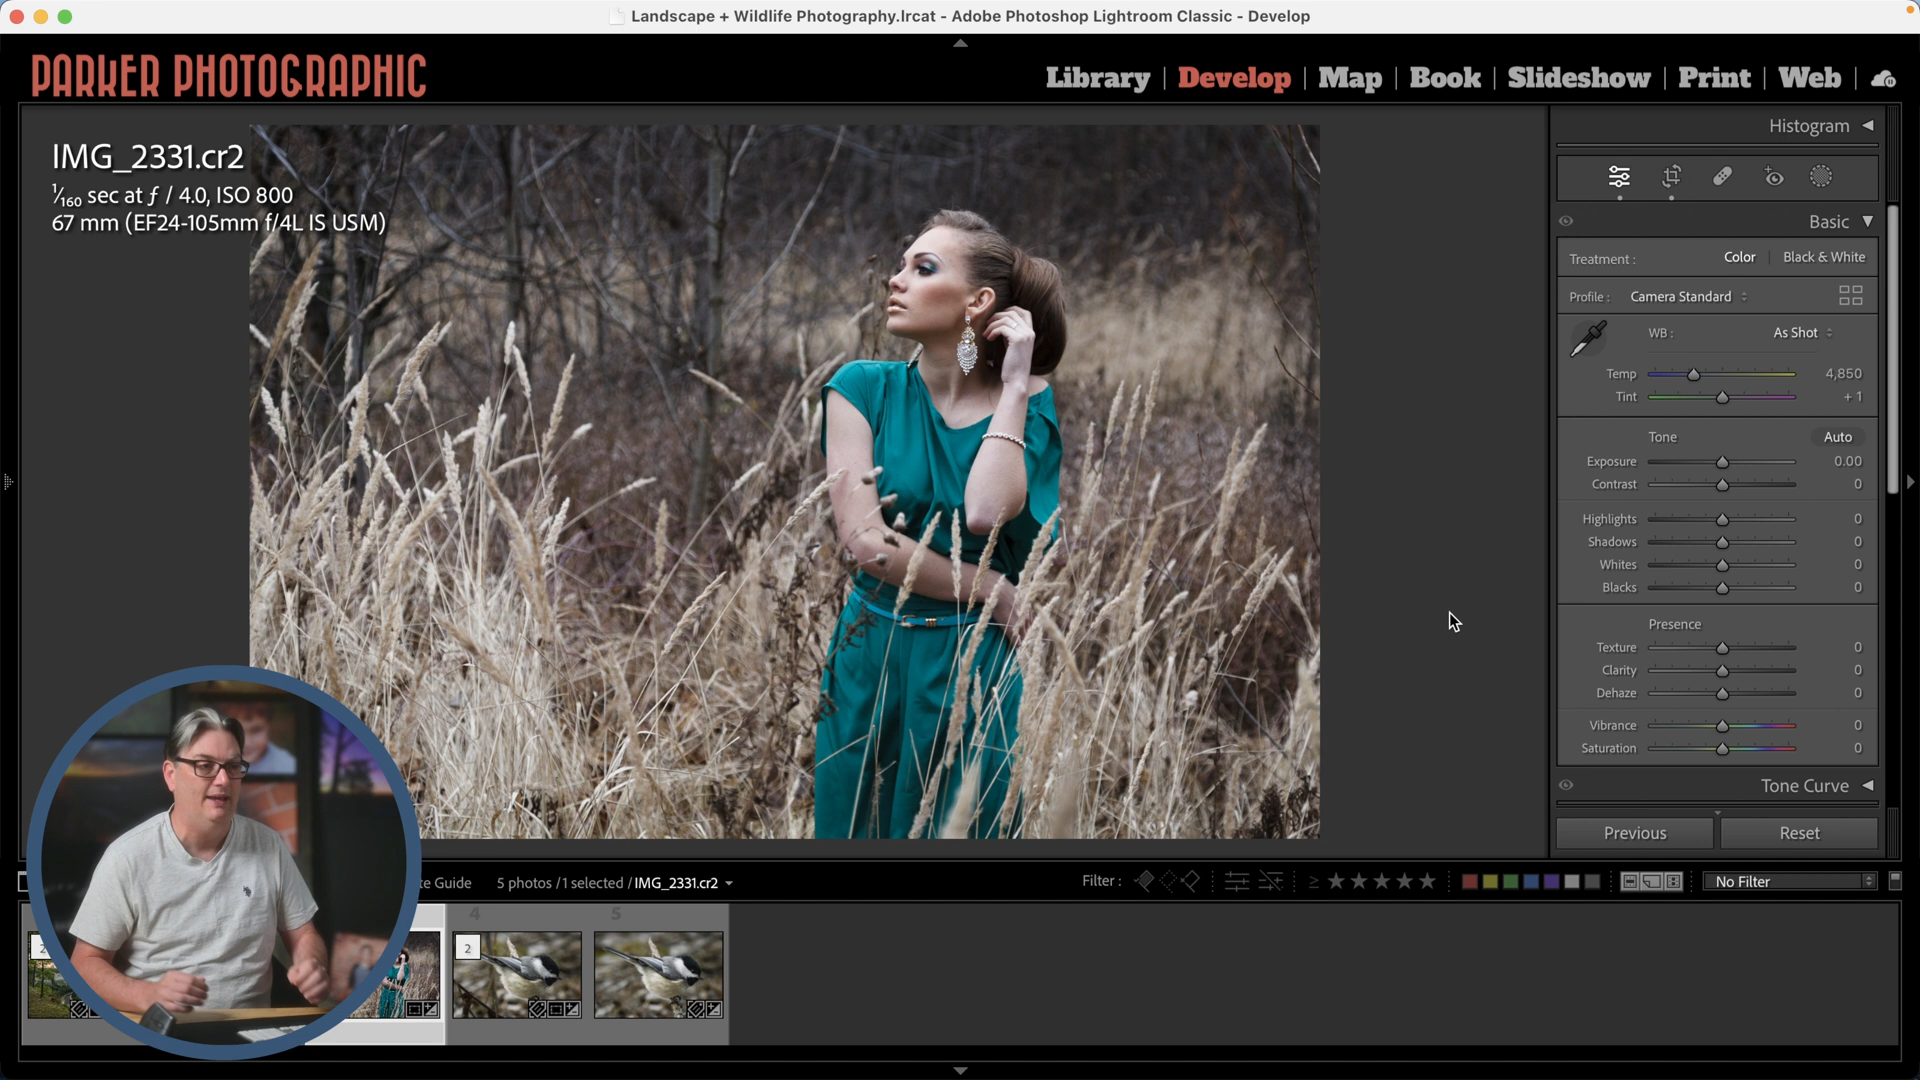 Landscape + Wildlife Photography.lrcat - Adobe Photoshop Lightroom Classic - Develop
PARKER PHOTOGRAPHIC
Library | Develop | Map | Book | Slideshow | Print | Web |
IMG_2331.cr2
1/160 sec at ƒ / 4.0, ISO 800
67 mm (EF24-105mm f/4L IS USM)
Histogram
Basic
Treatment : Color | Black & White
Profile : Camera Standard
WB : As Shot
Temp 4,850
Tint + 1
Tone Auto
Exposure 0.00
Contrast 0
Highlights 0
Shadows 0
Whites 0
Blacks 0
Presence
Texture 0
Clarity 0
Dehaze 0
Vibrance 0
Saturation 0
Tone Curve
Previous Reset
Guide 5 photos / 1 selected / IMG_2331.cr2 Filter : ≥ ★★★★★ No Filter
4 5
2 2